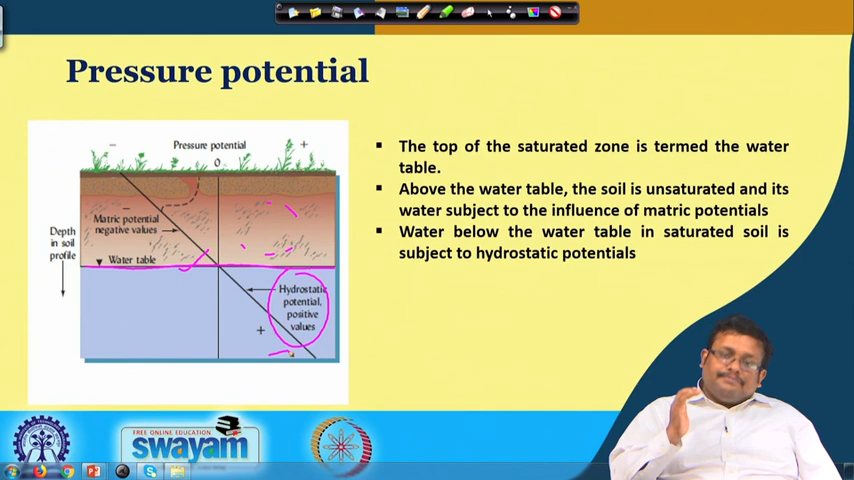 Pressure potential
− Pressure potential +
0
−
Matric potential
negative values
Depth
in soil
profile
Water table
Hydrostatic
potential,
positive
values
+
▪ The top of the saturated zone is termed the water
table.
▪ Above the water table, the soil is unsaturated and its
water subject to the influence of matric potentials
▪ Water below the water table in saturated soil is
subject to hydrostatic potentials
FREE ONLINE EDUCATION
swayam